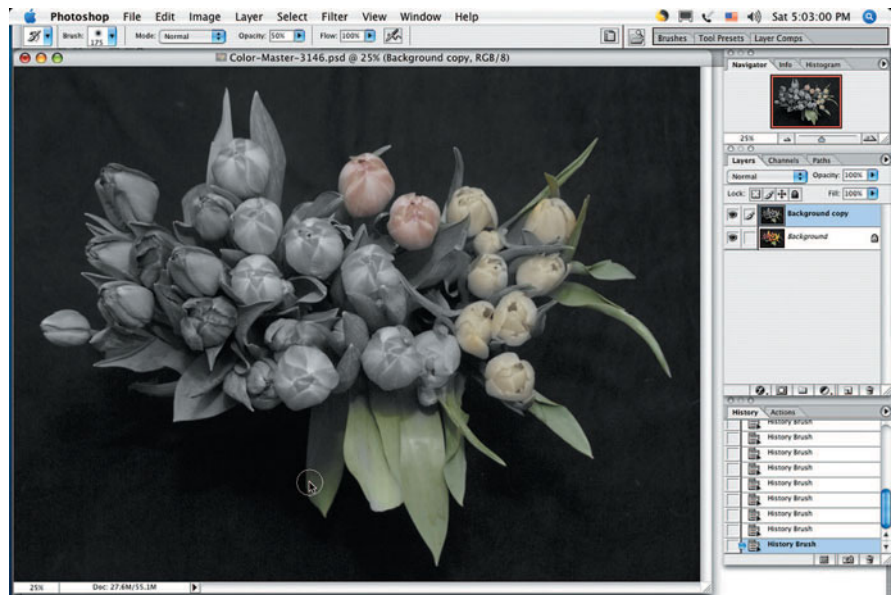 Photoshop File Edit Image Layer Select Filter View Window Help Sat 5:03:00 PM
Brush: 175 Mode: Normal Opacity: 50% Flow: 100% Brushes Tool Presets Layer Comps
Color-Master-3146.psd @ 25% (Background copy, RGB/8)
Navigator Info Histogram
25%
Layers Channels Paths
Normal Opacity: 100%
Lock: Fill: 100%
Background copy
Background
History Actions
History Brush
History Brush
History Brush
History Brush
History Brush
History Brush
History Brush
History Brush
History Brush
25% Doc: 27.6M/55.1M